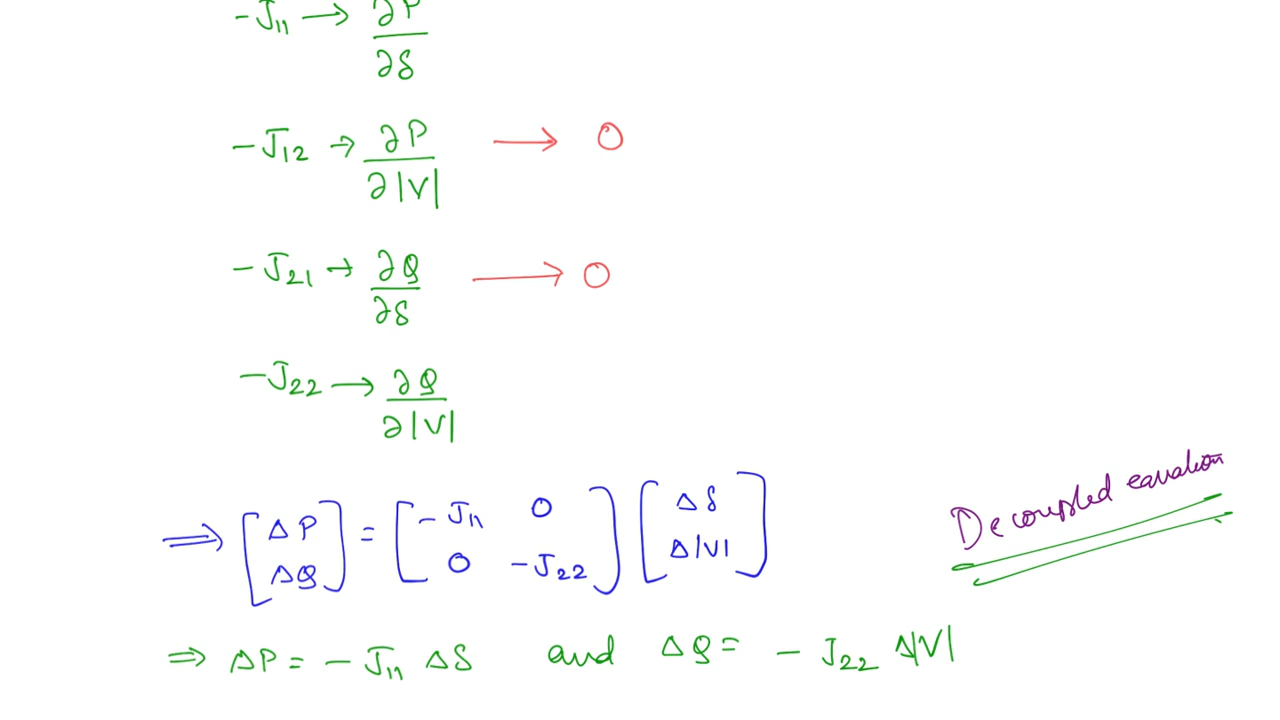 -J₁₁ → ∂P/∂δ
-J₁₂ → ∂P/∂|V| → 0
-J₂₁ → ∂Q/∂δ → 0
-J₂₂ → ∂Q/∂|V|
Decoupled equation
⇒ [ΔP ΔQ] = [-J₁₁ 0 0 -J₂₂] [Δδ Δ|V|]
⇒ ΔP = - J₁₁ Δδ and ΔQ = - J₂₂ Δ|V|